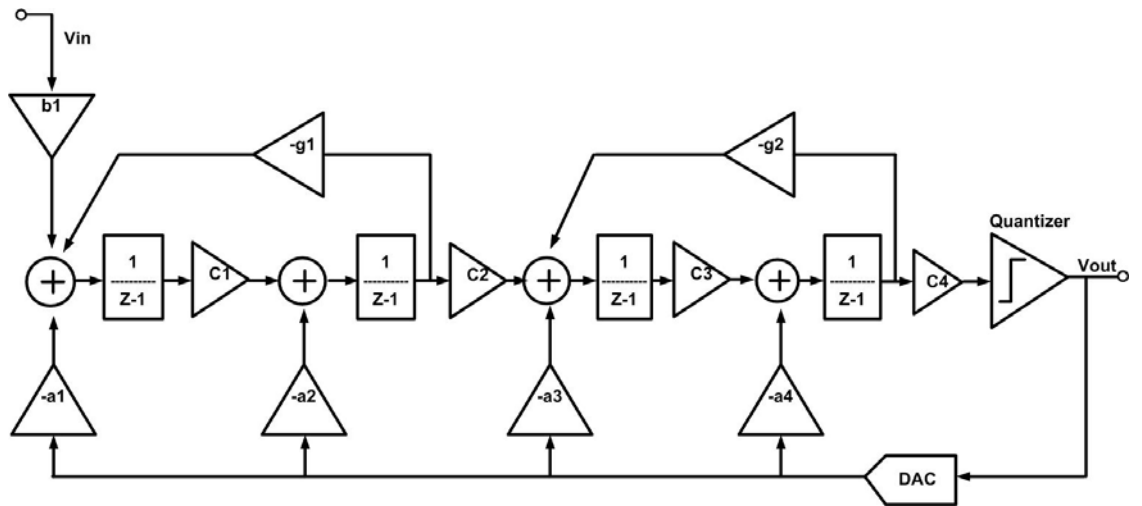 Vin
b1
-g1
-g2
Quantizer
1
Z-1
C1
1
Z-1
C2
1
Z-1
C3
1
Z-1
C4
Vout
-a1
-a2
-a3
-a4
DAC